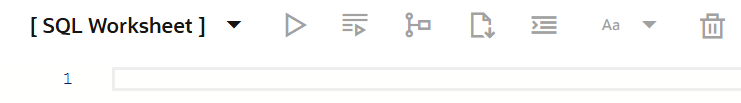 [ SQL Worksheet ] Aa
1